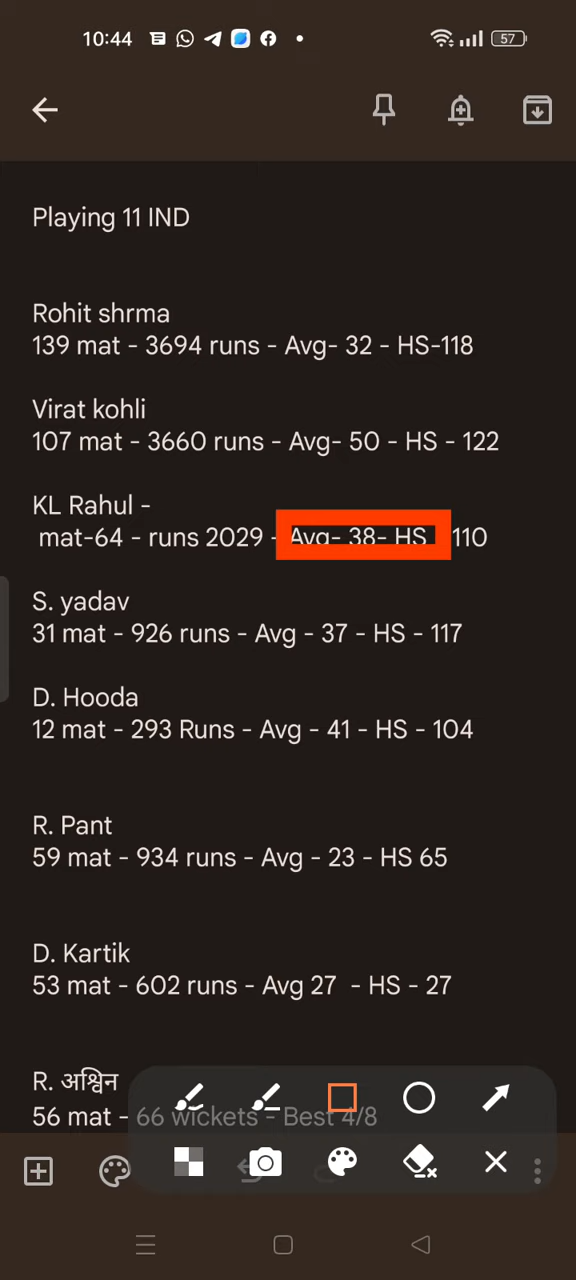 10:44
57
Playing 11 IND
Rohit shrma
139 mat - 3694 runs - Avg- 32 - HS-118
Virat kohli
107 mat - 3660 runs - Avg- 50 - HS - 122
KL Rahul -
mat-64 - runs 2029 - Avg- 38- HS 110
S. yadav
31 mat - 926 runs - Avg - 37 - HS - 117
D. Hooda
12 mat - 293 Runs - Avg - 41 - HS - 104
R. Pant
59 mat - 934 runs - Avg - 23 - HS 65
D. Kartik
53 mat - 602 runs - Avg 27 - HS - 27
R. अश्विन
56 mat - 66 wickets - Best 4/8